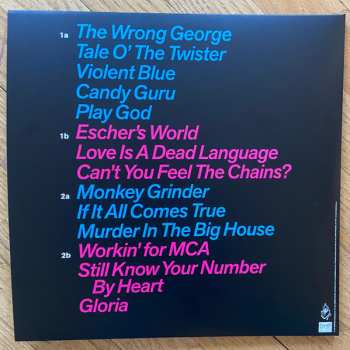 1a The Wrong George
Tale O' The Twister
Violent Blue
Candy Guru
Play God
1b Escher's World
Love Is A Dead Language
Can't You Feel The Chains?
2a Monkey Grinder
If It All Comes True
Murder In The Big House
2b Workin' for MCA
Still Know Your Number
By Heart
Gloria